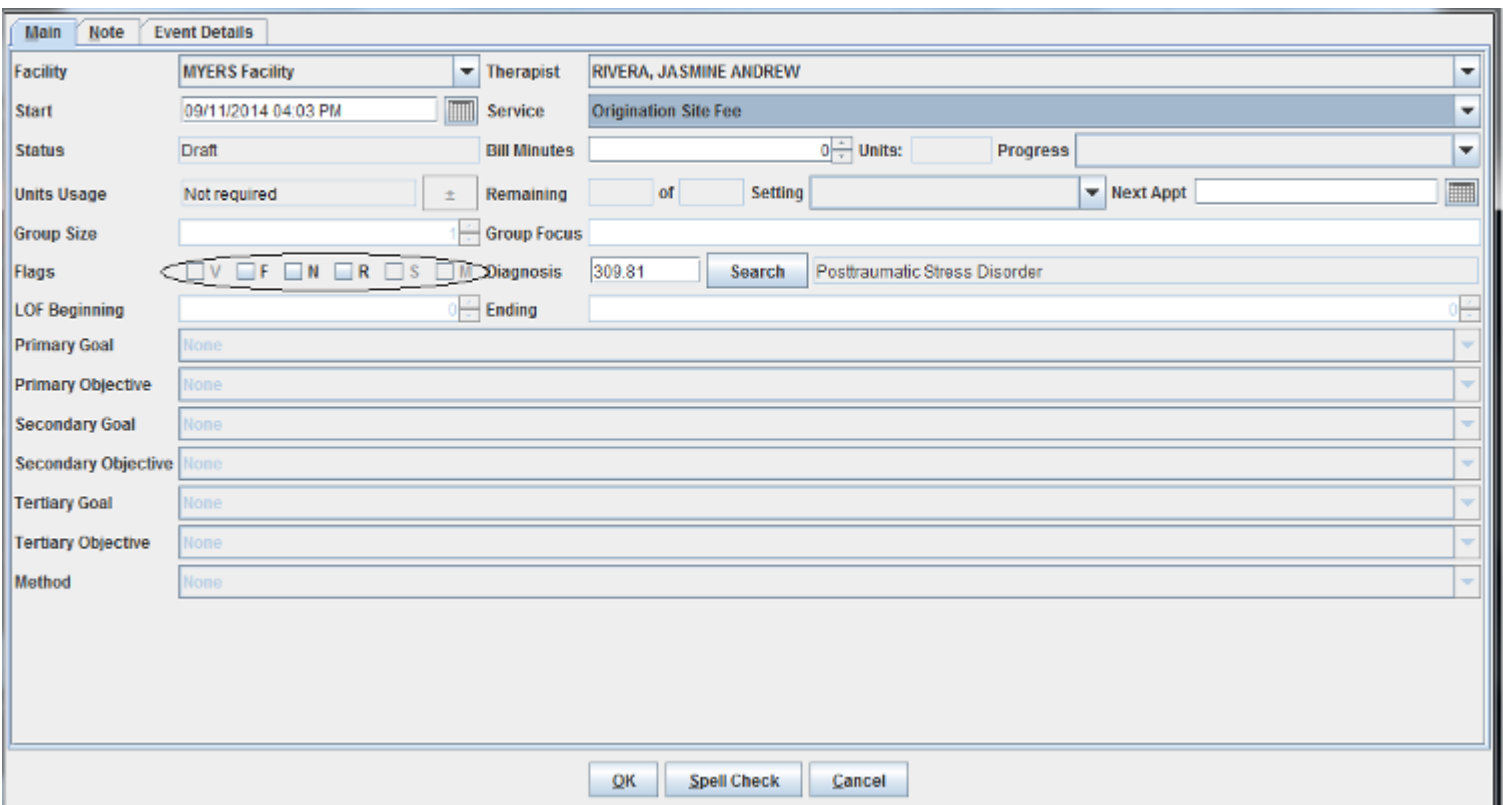 Main Note Event Details
Facility MYERS Facility Therapist RIVERA, JASMINE ANDREW
Start 09/11/2014 04:03 PM Service Origination Site Fee
Status Draft Bill Minutes 0 Units: Progress
Units Usage Not required ± Remaining of Setting Next Appt
Group Size 1 Group Focus
Flags V F N R S M Diagnosis 309.81 Search Posttraumatic Stress Disorder
LOF Beginning 0 Ending 0
Primary Goal None
Primary Objective None
Secondary Goal None
Secondary Objective None
Tertiary Goal None
Tertiary Objective None
Method None
OK Spell Check Cancel